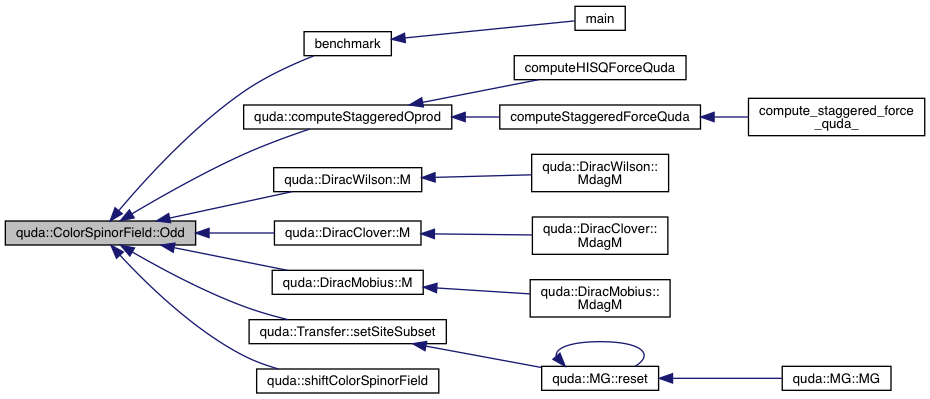 main
benchmark
computeHISQForceQuda
quda::computeStaggeredOprod
computeStaggeredForceQuda
compute_staggered_force
_quda_
quda::DiracWilson::M
quda::DiracWilson::
MdagM
quda::ColorSpinorField::Odd
quda::DiracClover::M
quda::DiracClover::
MdagM
quda::DiracMobius::M
quda::DiracMobius::
MdagM
quda::Transfer::setSiteSubset
quda::shiftColorSpinorField
quda::MG::reset
quda::MG::MG